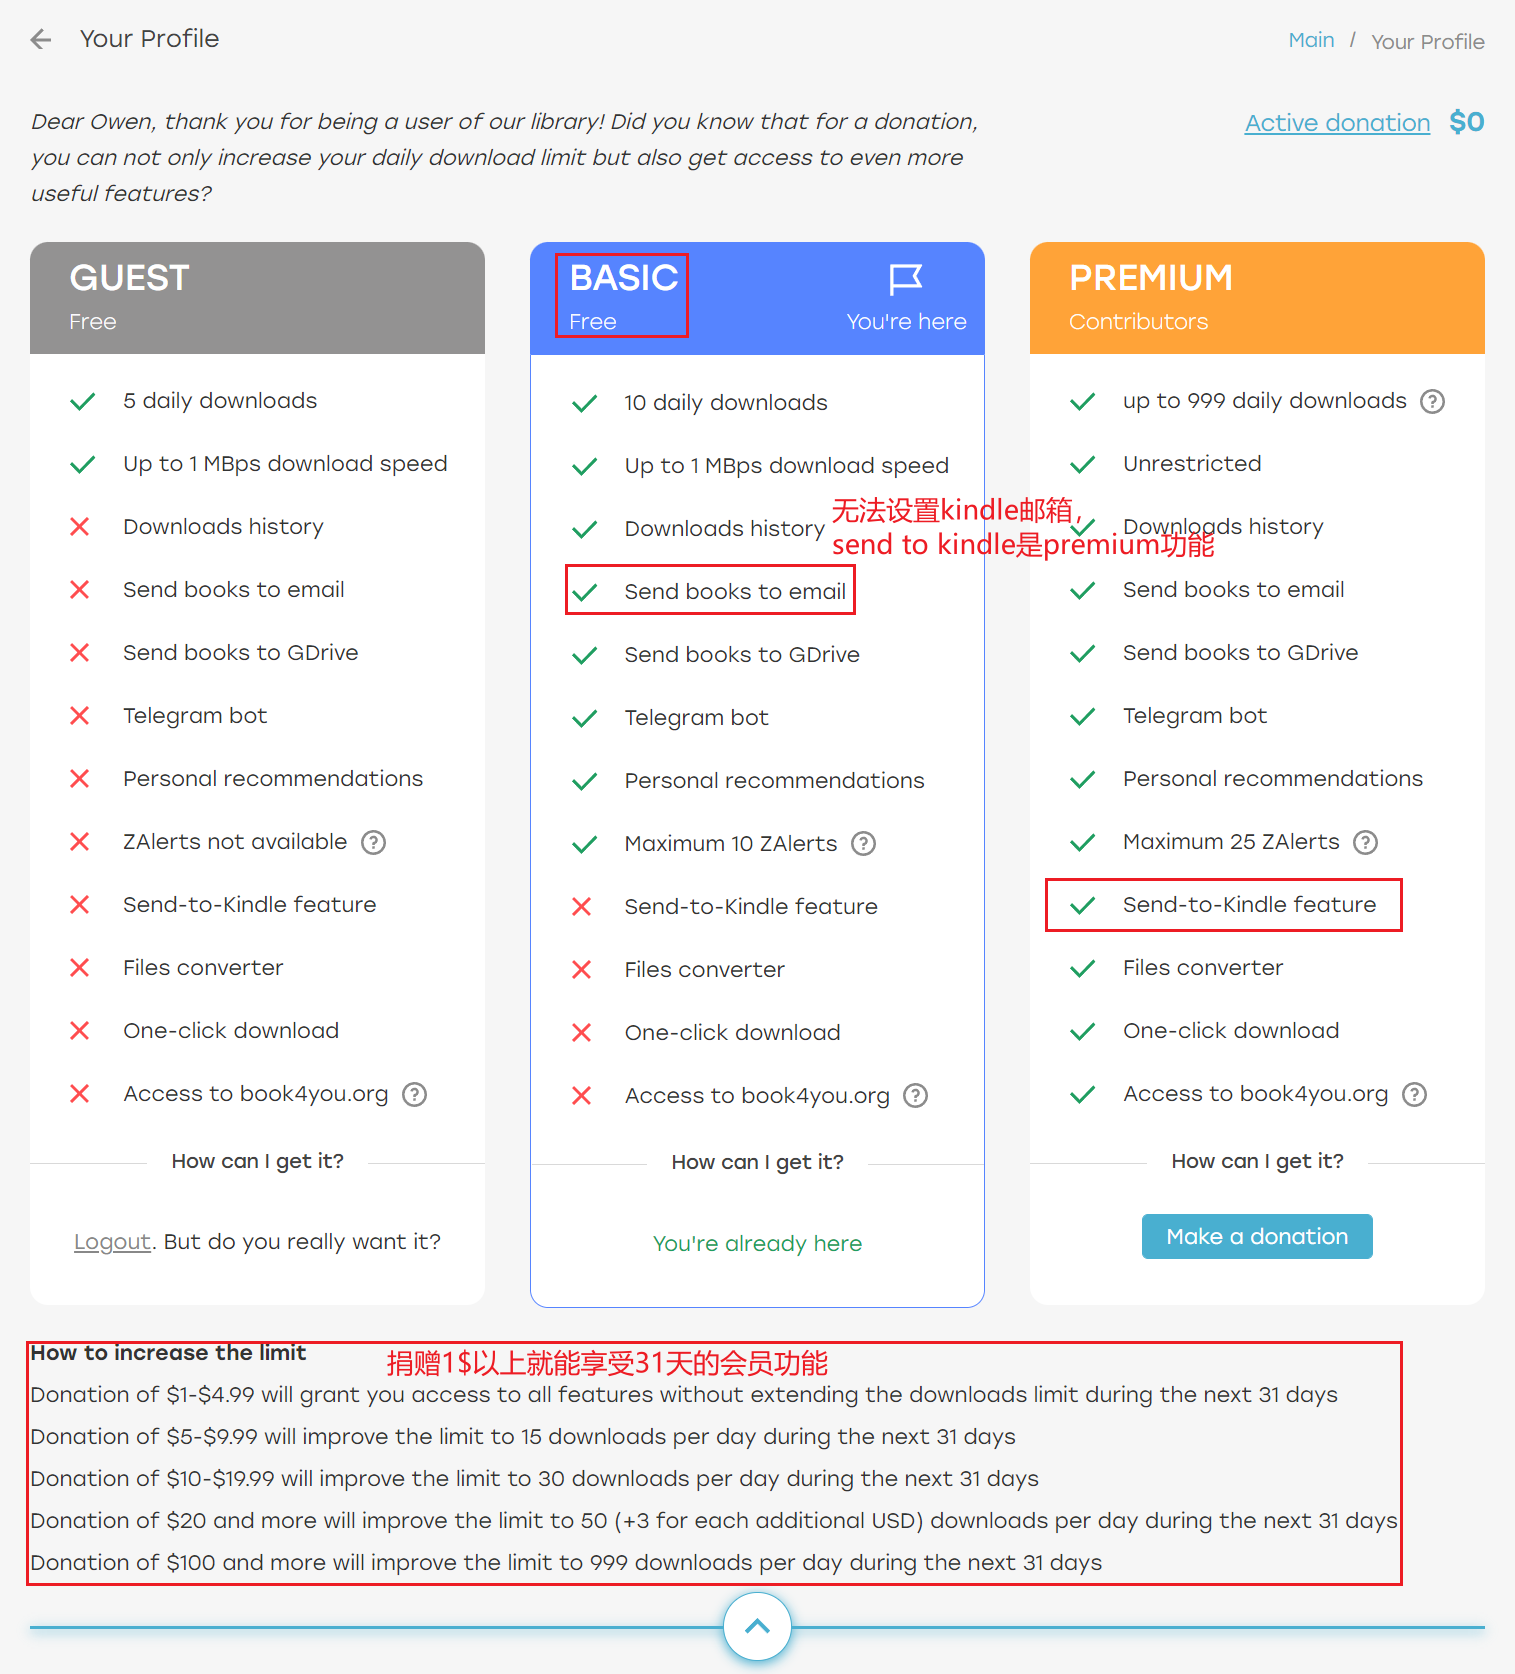 Your Profile
Main / Your Profile
Dear Owen, thank you for being a user of our library! Did you know that for a donation,
you can not only increase your daily download limit but also get access to even more
useful features?
Active donation $0
GUEST
Free
5 daily downloads
Up to 1 MBps download speed
Downloads history
Send books to email
Send books to GDrive
Telegram bot
Personal recommendations
ZAlerts not available ?
Send-to-Kindle feature
Files converter
One-click download
Access to book4you.org ?
How can I get it?
Logout. But do you really want it?
BASIC
Free
You're here
10 daily downloads
Up to 1 MBps download speed
Downloads history
无法设置kindle邮箱,
send to kindle是premium功能
Send books to email
Send books to GDrive
Telegram bot
Personal recommendations
Maximum 10 ZAlerts ?
Send-to-Kindle feature
Files converter
One-click download
Access to book4you.org ?
How can I get it?
You're already here
PREMIUM
Contributors
up to 999 daily downloads ?
Unrestricted
Downloads history
Send books to email
Send books to GDrive
Telegram bot
Personal recommendations
Maximum 25 ZAlerts ?
Send-to-Kindle feature
Files converter
One-click download
Access to book4you.org ?
How can I get it?
Make a donation
How to increase the limit
捐赠1$以上就能享受31天的会员功能
Donation of $1-$4.99 will grant you access to all features without extending the downloads limit during the next 31 days
Donation of $5-$9.99 will improve the limit to 15 downloads per day during the next 31 days
Donation of $10-$19.99 will improve the limit to 30 downloads per day during the next 31 days
Donation of $20 and more will improve the limit to 50 (+3 for each additional USD) downloads per day during the next 31 days
Donation of $100 and more will improve the limit to 999 downloads per day during the next 31 days